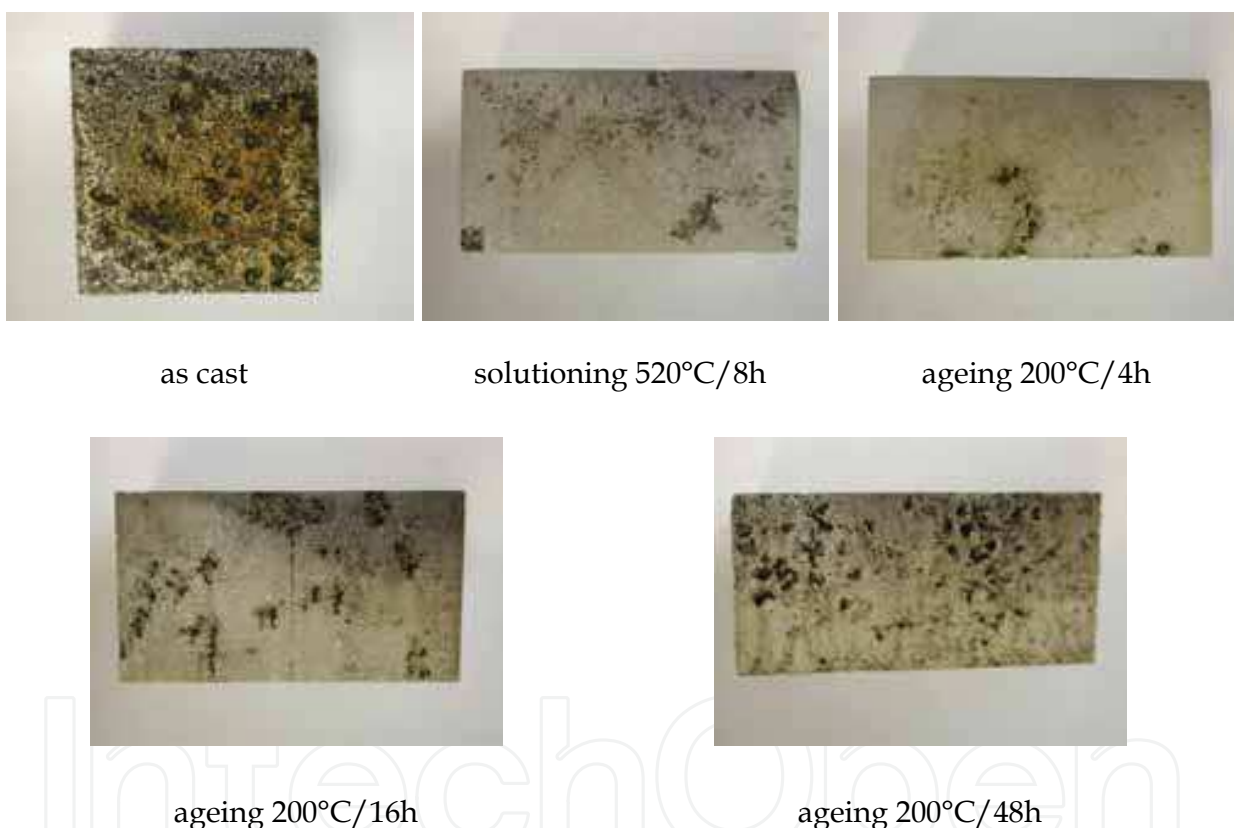 as cast
solutioning 520°C/8h
ageing 200°C/4h
ageing 200°C/16h
ageing 200°C/48h
IntechOpen